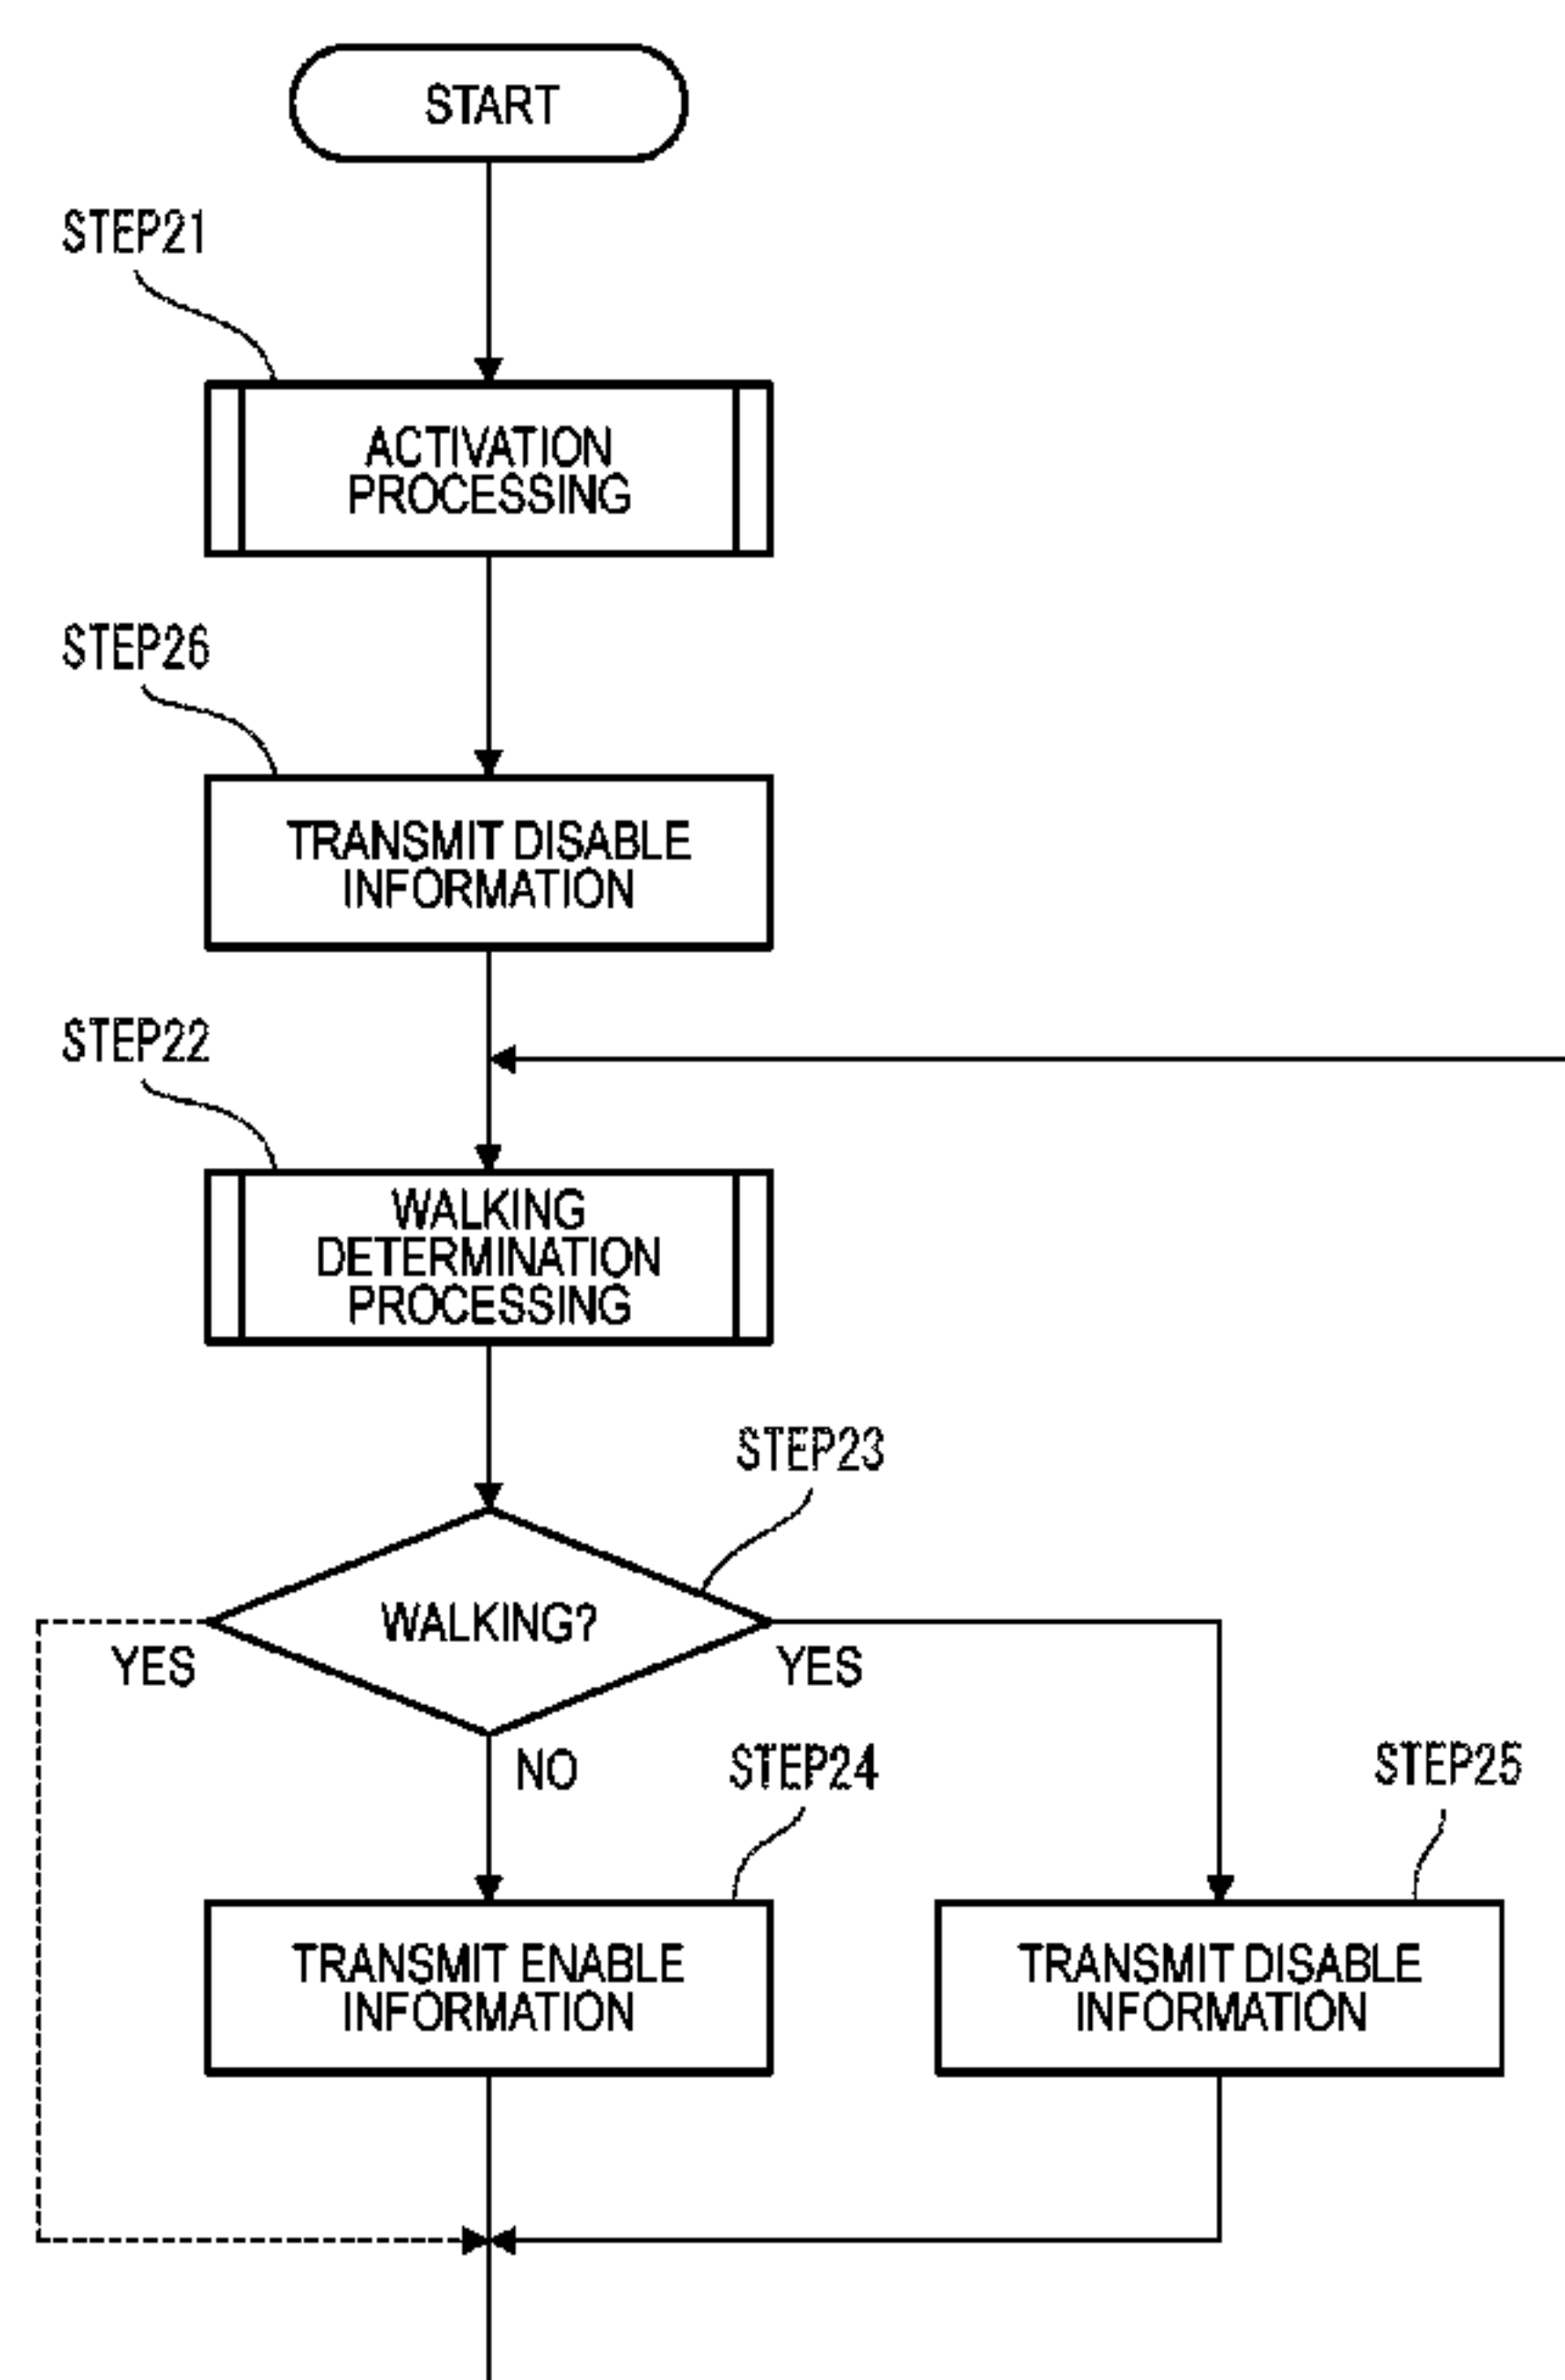 START
STEP21
ACTIVATION
PROCESSING
STEP26
TRANSMIT DISABLE
INFORMATION
STEP22
WALKING
DETERMINATION
PROCESSING
STEP23
WALKING?
YES
YES
NO
STEP24
STEP25
TRANSMIT ENABLE
INFORMATION
TRANSMIT DISABLE
INFORMATION